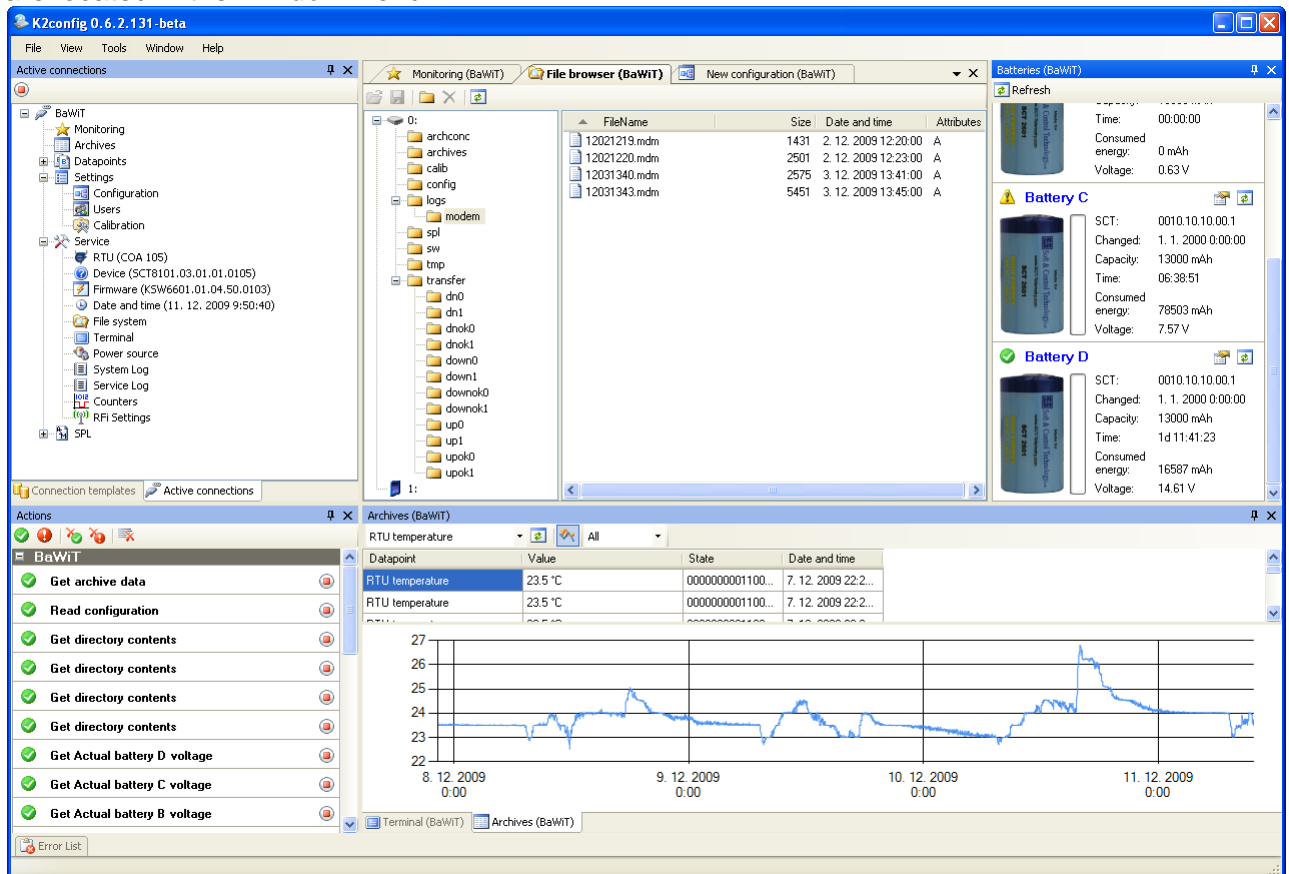 K2config 0.6.2.131-beta
File View Tools Window Help
Active connections
BaWiT
Monitoring
Archives
Datapoints
Settings
Configuration
Users
Calibration
Service
RTU (COA 105)
Device (SCT8101.03.01.01.0105)
Firmware (KSW6601.01.04.50.0103)
Date and time (11. 12. 2009 9:50:40)
File system
Terminal
Power source
System Log
Service Log
Counters
RFi Settings
SPL
Connection templates Active connections
Monitoring (BaWiT) File browser (BaWiT) New configuration (BaWiT)
0:
archconc
archives
calib
config
logs
modem
spl
sw
tmp
transfer
dn0
dn1
dnok0
dnok1
down0
down1
downok0
downok1
up0
up1
upok0
upok1
1:
FileName Size Date and time Attributes
12021219.mdm 1431 2. 12. 2009 12:20:00 A
12021220.mdm 2501 2. 12. 2009 12:23:00 A
12031340.mdm 2575 3. 12. 2009 13:41:00 A
12031343.mdm 5451 3. 12. 2009 13:45:00 A
Batteries (BaWiT)
Refresh
Time: 00:00:00
Consumed
energy: 0 mAh
Voltage: 0.63 V
Battery C
SCT: 0010.10.10.00.1
Changed: 1. 1. 2000 0:00:00
Capacity: 13000 mAh
Time: 06:38:51
Consumed
energy: 78503 mAh
Voltage: 7.57 V
Battery D
SCT: 0010.10.10.00.1
Changed: 1. 1. 2000 0:00:00
Capacity: 13000 mAh
Time: 1d 11:41:23
Consumed
energy: 16587 mAh
Voltage: 14.61 V
Actions
BaWiT
Get archive data
Read configuration
Get directory contents
Get directory contents
Get directory contents
Get directory contents
Get Actual battery D voltage
Get Actual battery C voltage
Get Actual battery B voltage
Archives (BaWiT)
RTU temperature All
Datapoint Value State Date and time
RTU temperature 23.5 °C 0000000001100... 7. 12. 2009 22:2...
RTU temperature 23.5 °C 0000000001100... 7. 12. 2009 22:2...
27
26
25
24
23
22
8. 12. 2009 9. 12. 2009 10. 12. 2009 11. 12. 2009
0:00 0:00 0:00 0:00
Terminal (BaWiT) Archives (BaWiT)
Error List